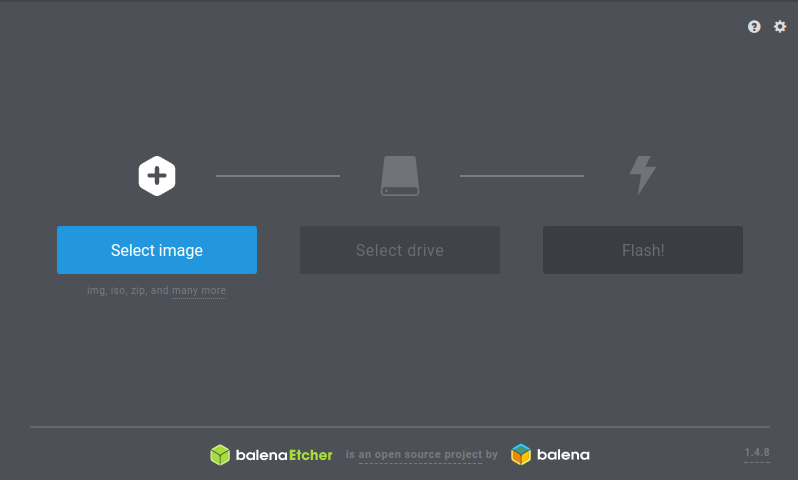 Select image
Select drive
Flash!
img, iso, zip, and many more
balenaEtcher is an open source project by balena
1.4.8